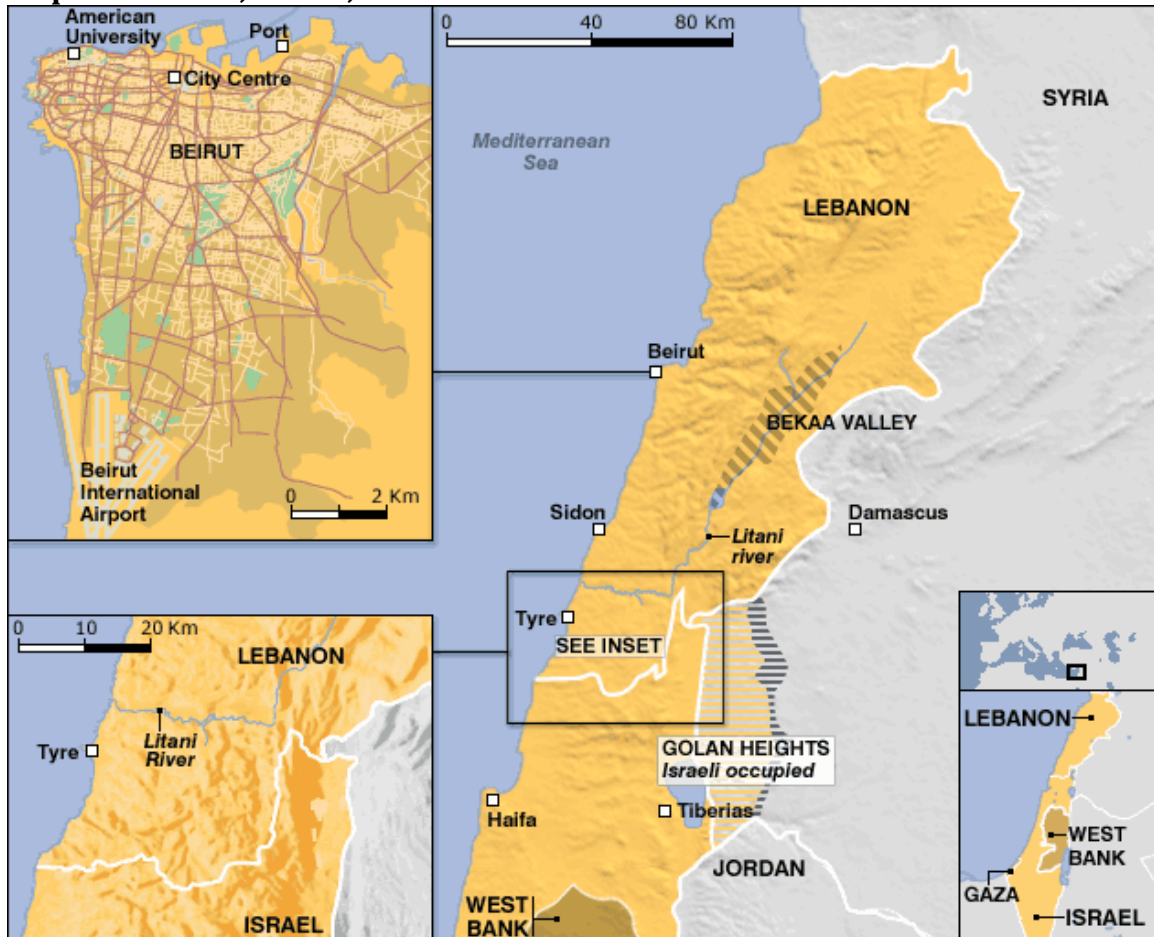 American
University
Port
City Centre
BEIRUT
Beirut
International
Airport
0 2 Km
0 40 80 Km
Mediterranean
Sea
SYRIA
LEBANON
Beirut
BEKAA VALLEY
Sidon
Litani
river
Damascus
Tyre
SEE INSET
GOLAN HEIGHTS
Israeli occupied
Haifa
Tiberias
JORDAN
WEST
BANK
0 10 20 Km
LEBANON
Litani
River
Tyre
ISRAEL
LEBANON
WEST
BANK
GAZA
ISRAEL